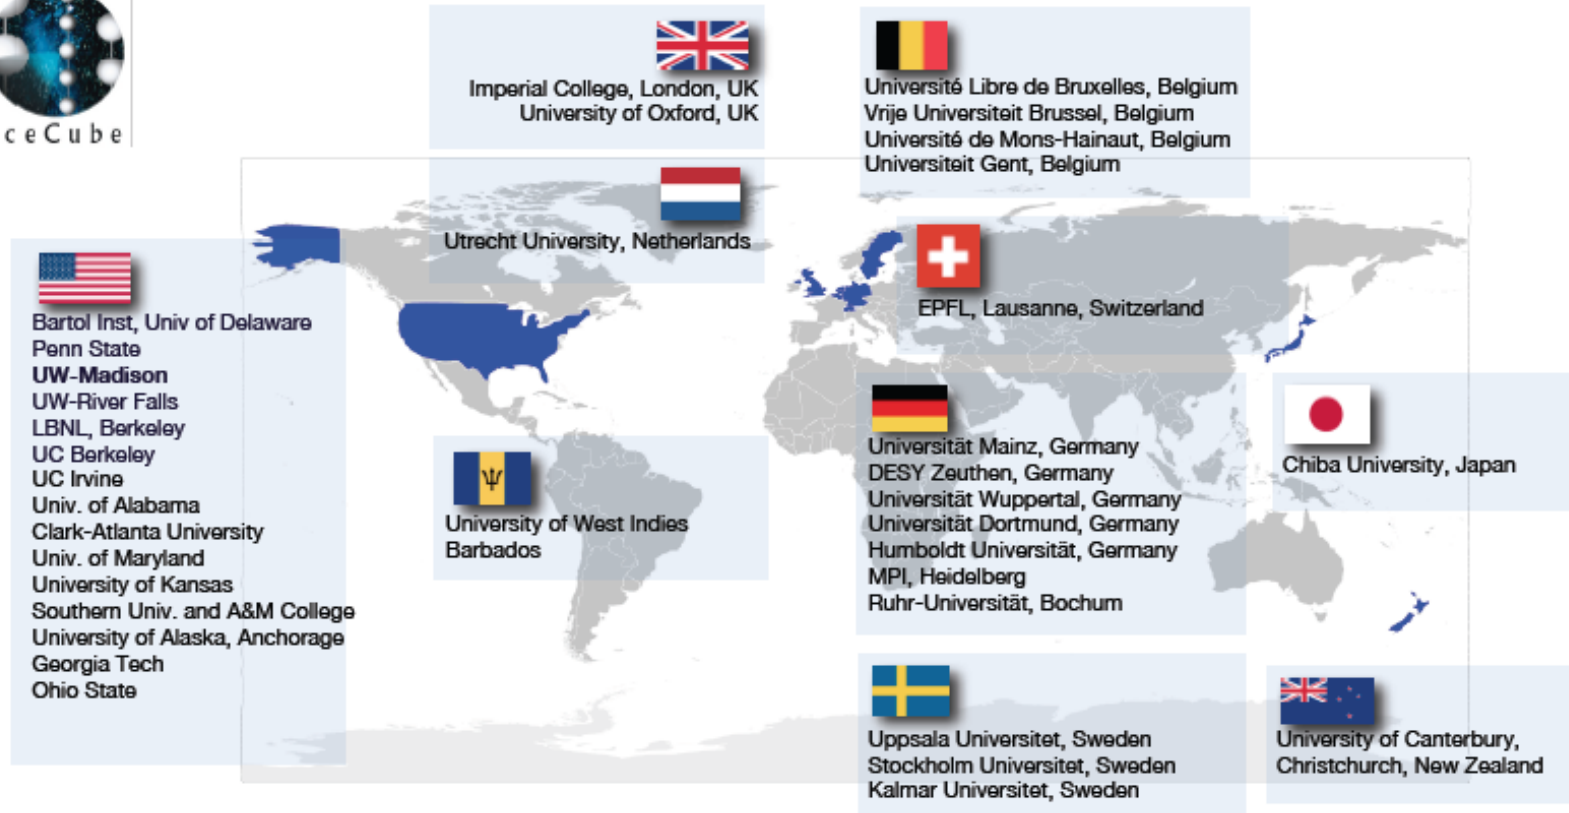 ceCube
Imperial College, London, UK
University of Oxford, UK
Université Libre de Bruxelles, Belgium
Vrije Universiteit Brussel, Belgium
Université de Mons-Hainaut, Belgium
Universiteit Gent, Belgium
Utrecht University, Netherlands
EPFL, Lausanne, Switzerland
Bartol Inst, Univ of Delaware
Penn State
UW-Madison
UW-River Falls
LBNL, Berkeley
UC Berkeley
UC Irvine
Univ. of Alabama
Clark-Atlanta University
Univ. of Maryland
University of Kansas
Southern Univ. and A&M College
University of Alaska, Anchorage
Georgia Tech
Ohio State
University of West Indies
Barbados
Universität Mainz, Germany
DESY Zeuthen, Germany
Universität Wuppertal, Germany
Universität Dortmund, Germany
Humboldt Universität, Germany
MPI, Heidelberg
Ruhr-Universität, Bochum
Chiba University, Japan
Uppsala Universitet, Sweden
Stockholm Universitet, Sweden
Kalmar Universitet, Sweden
University of Canterbury,
Christchurch, New Zealand